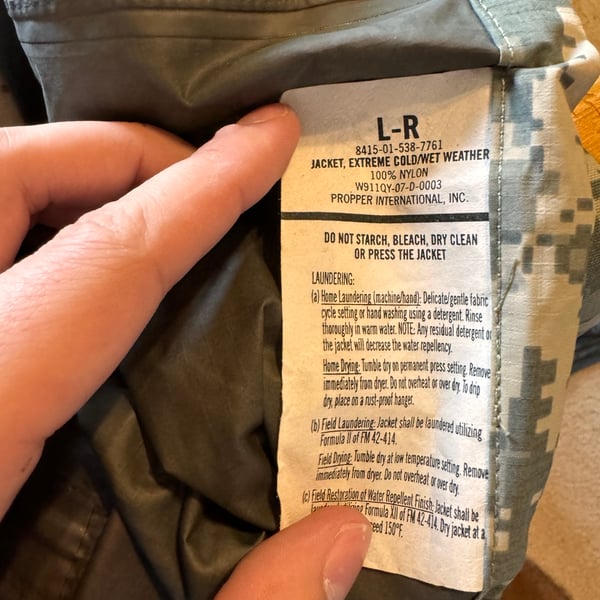 L-R
8415-01-538-7761
JACKET, EXTREME COLD/WET WEATHER
100% NYLON
W911QY-07-D-0003
PROPPER INTERNATIONAL, INC.
DO NOT STARCH, BLEACH, DRY CLEAN
OR PRESS THE JACKET
LAUNDERING:
(a) Home Laundering (machine/hand): Delicate/gentle fabric
cycle setting or hand washing using a detergent. Rinse
thoroughly in warm water. NOTE: Any residual detergent or
the jacket will decrease the water repellency.
Home Drying: Tumble dry on permanent press setting. Remove
immediately from dryer. Do not overheat or over dry. To drip
dry, place on a rust-proof hanger.
(b) Field Laundering: Jacket shall be laundered utilizing
Formula II of FM 42-414.
Field Drying: Tumble dry at low temperature setting. Remove
immediately from dryer. Do not overheat or over dry.
(c) Field Restoration of Water Repellent Finish: Jacket shall be
Formula XII of FM 42-414. Dry jacket at a
150°F.